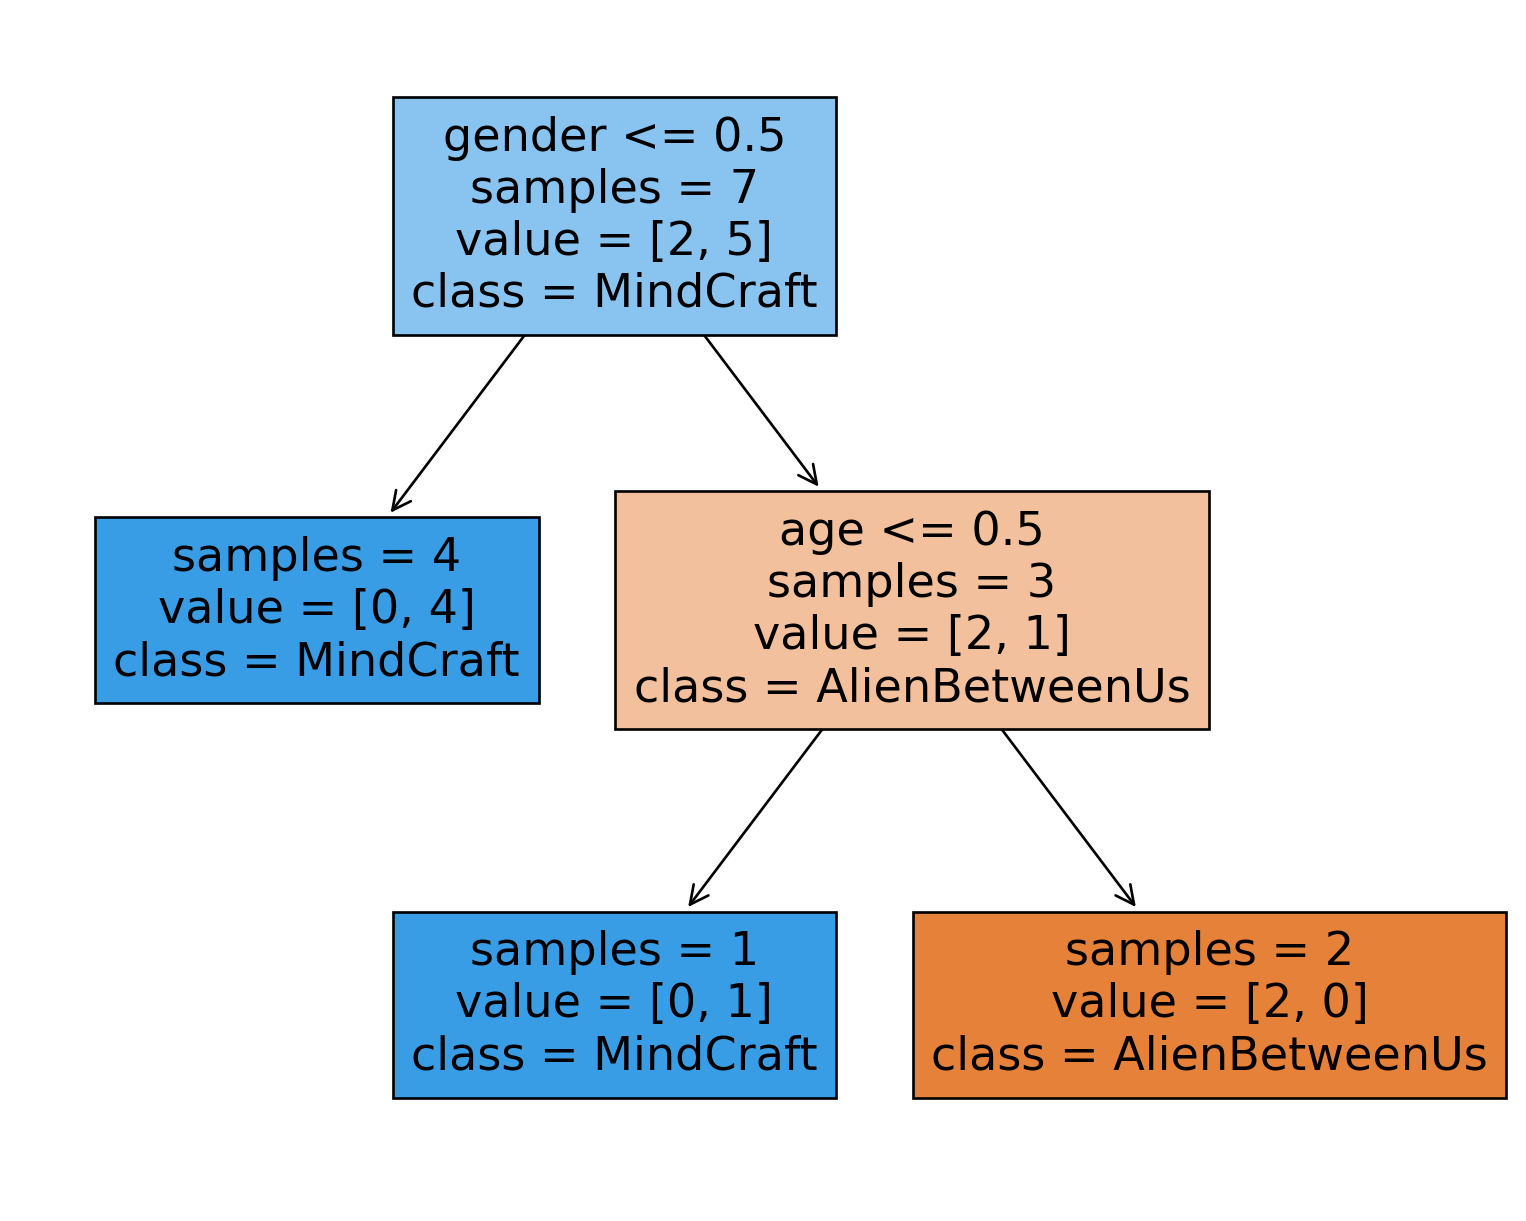 gender <= 0.5
samples = 7
value = [2, 5]
class = MindCraft
samples = 4
value = [0, 4]
class = MindCraft
age <= 0.5
samples = 3
value = [2, 1]
class = AlienBetweenUs
samples = 1
value = [0, 1]
class = MindCraft
samples = 2
value = [2, 0]
class = AlienBetweenUs